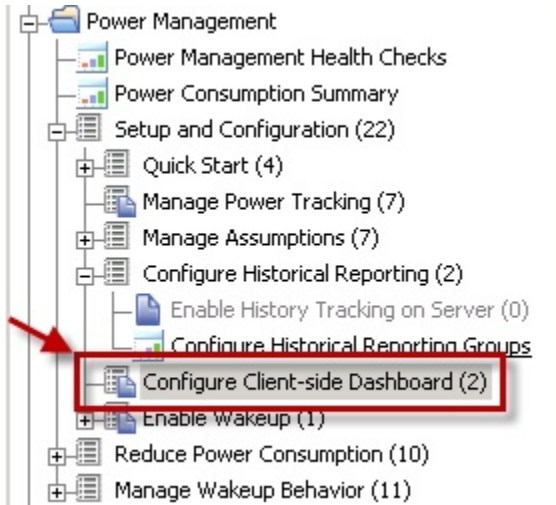 Power Management
Power Management Health Checks
Power Consumption Summary
Setup and Configuration (22)
Quick Start (4)
Manage Power Tracking (7)
Manage Assumptions (7)
Configure Historical Reporting (2)
Enable History Tracking on Server (0)
Configure Historical Reporting Groups
Configure Client-side Dashboard (2)
Enable Wakeup (1)
Reduce Power Consumption (10)
Manage Wakeup Behavior (11)